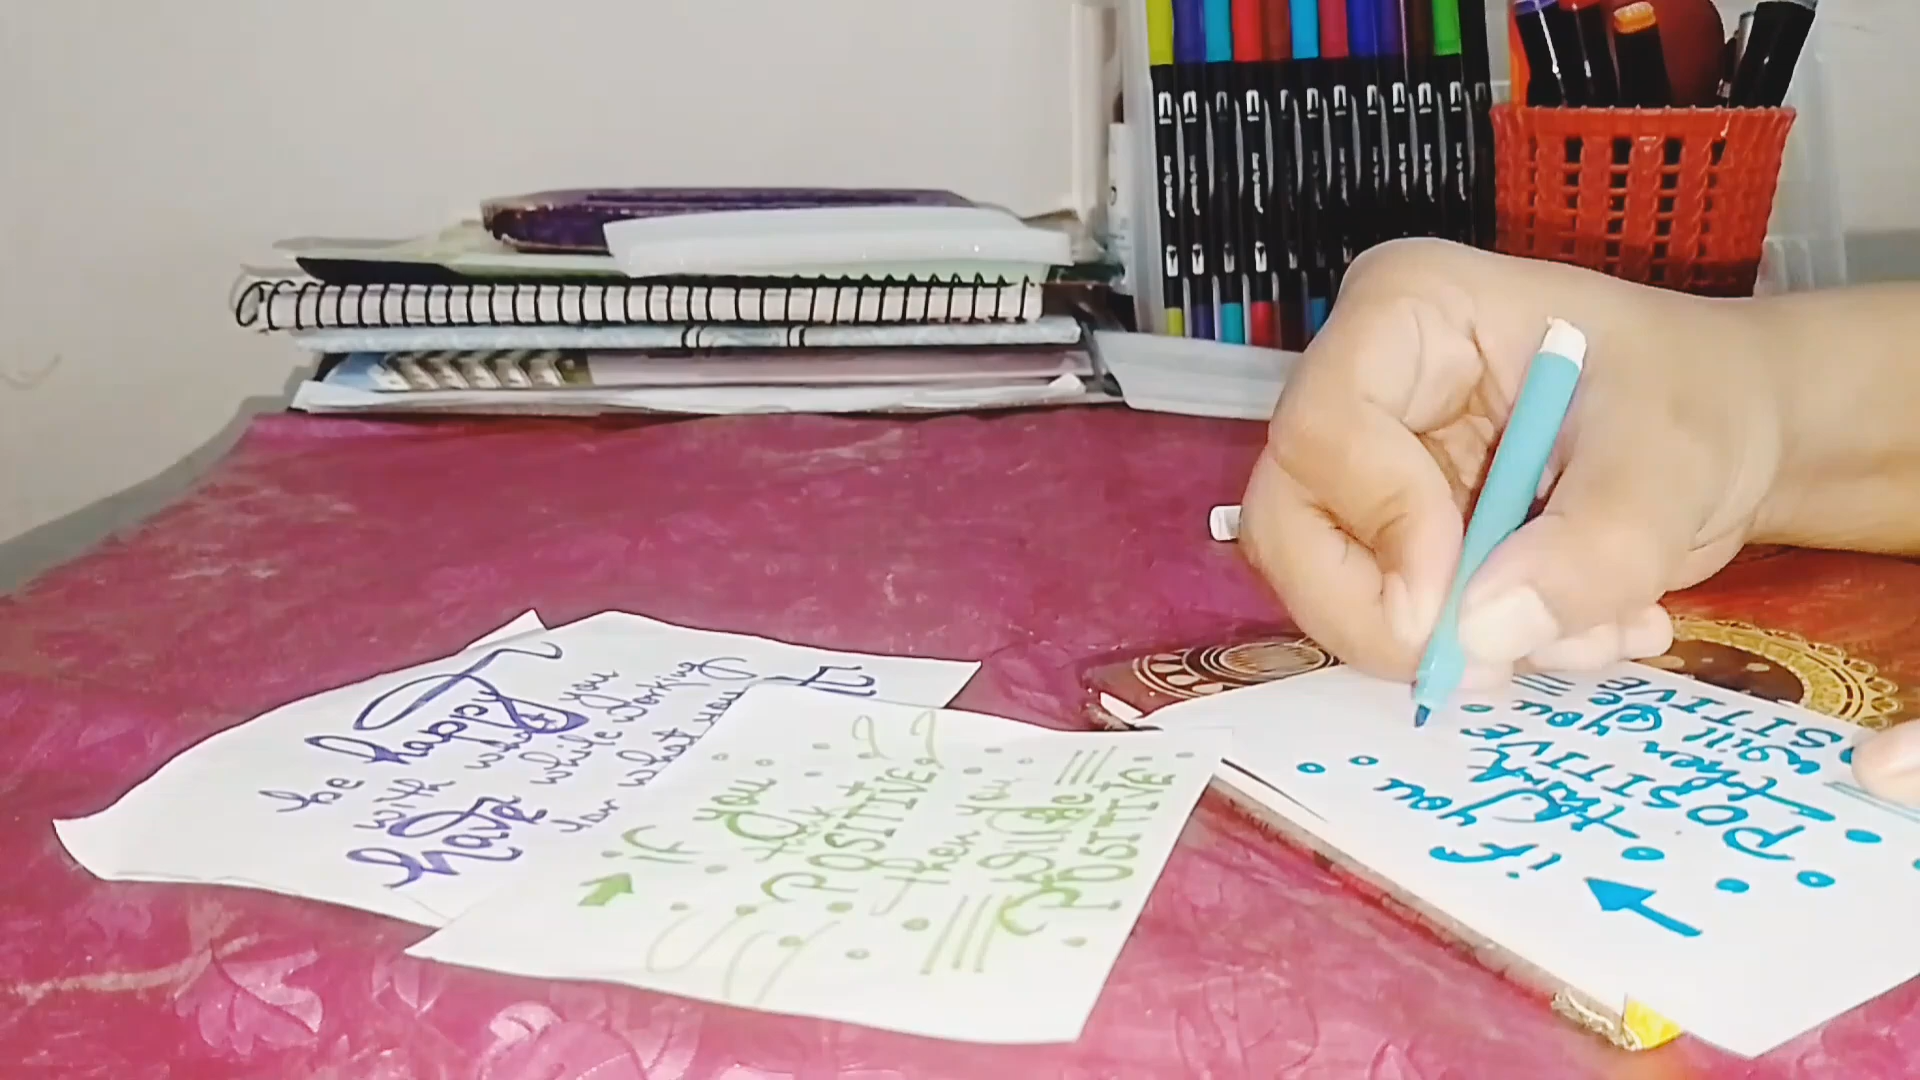 be happy
with what you
have while working
for what you
if you
think
POSITIVE
then you
will be
POSITIVE
if you
think
POSITIVE
then you
will be
POSITIVE